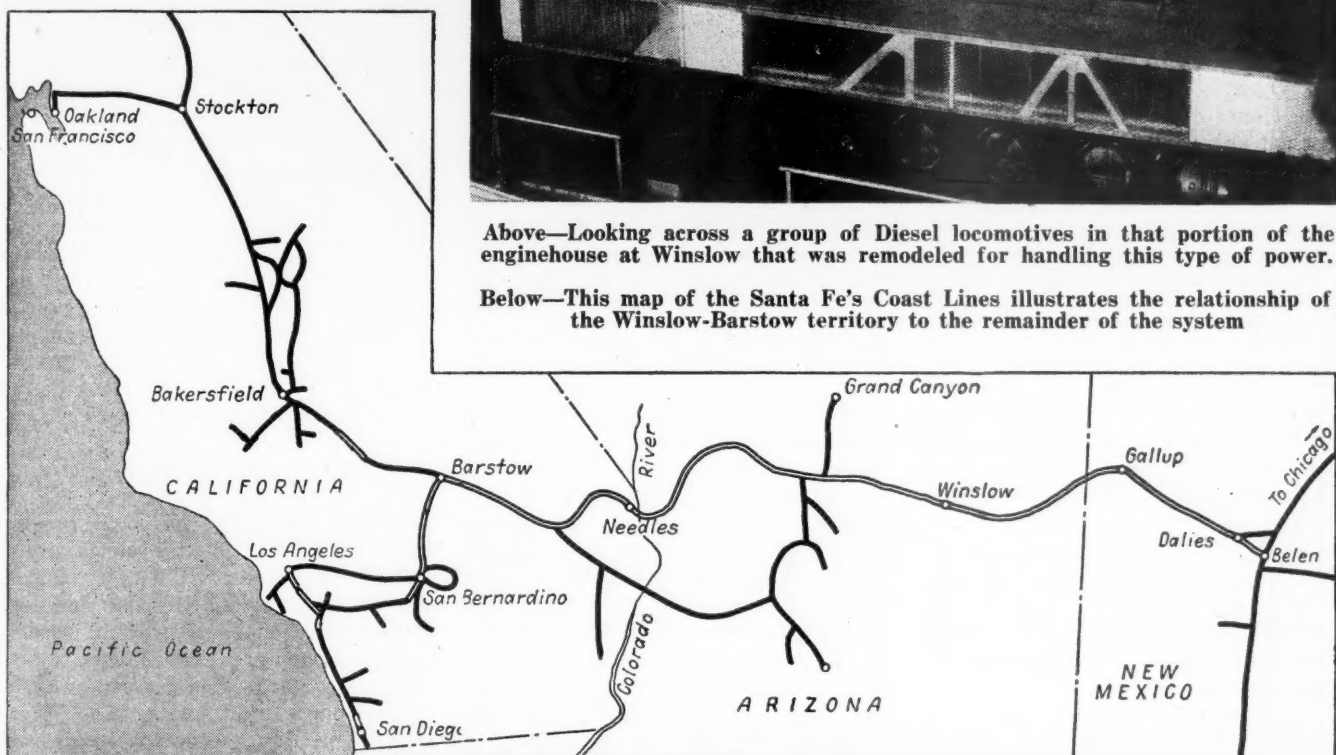 Above—Looking across a group of Diesel locomotives in that portion of the
enginehouse at Winslow that was remodeled for handling this type of power.
Below—This map of the Santa Fe's Coast Lines illustrates the relationship of
the Winslow-Barstow territory to the remainder of the system
Oakland
San Francisco
Stockton
Bakersfield
CALIFORNIA
Barstow
River
Needles
Grand Canyon
Winslow
Gallup
To Chicago
Dalies
Belen
Los Angeles
San Bernardino
Colorado
Pacific Ocean
ARIZONA
NEW
MEXICO
San Diego